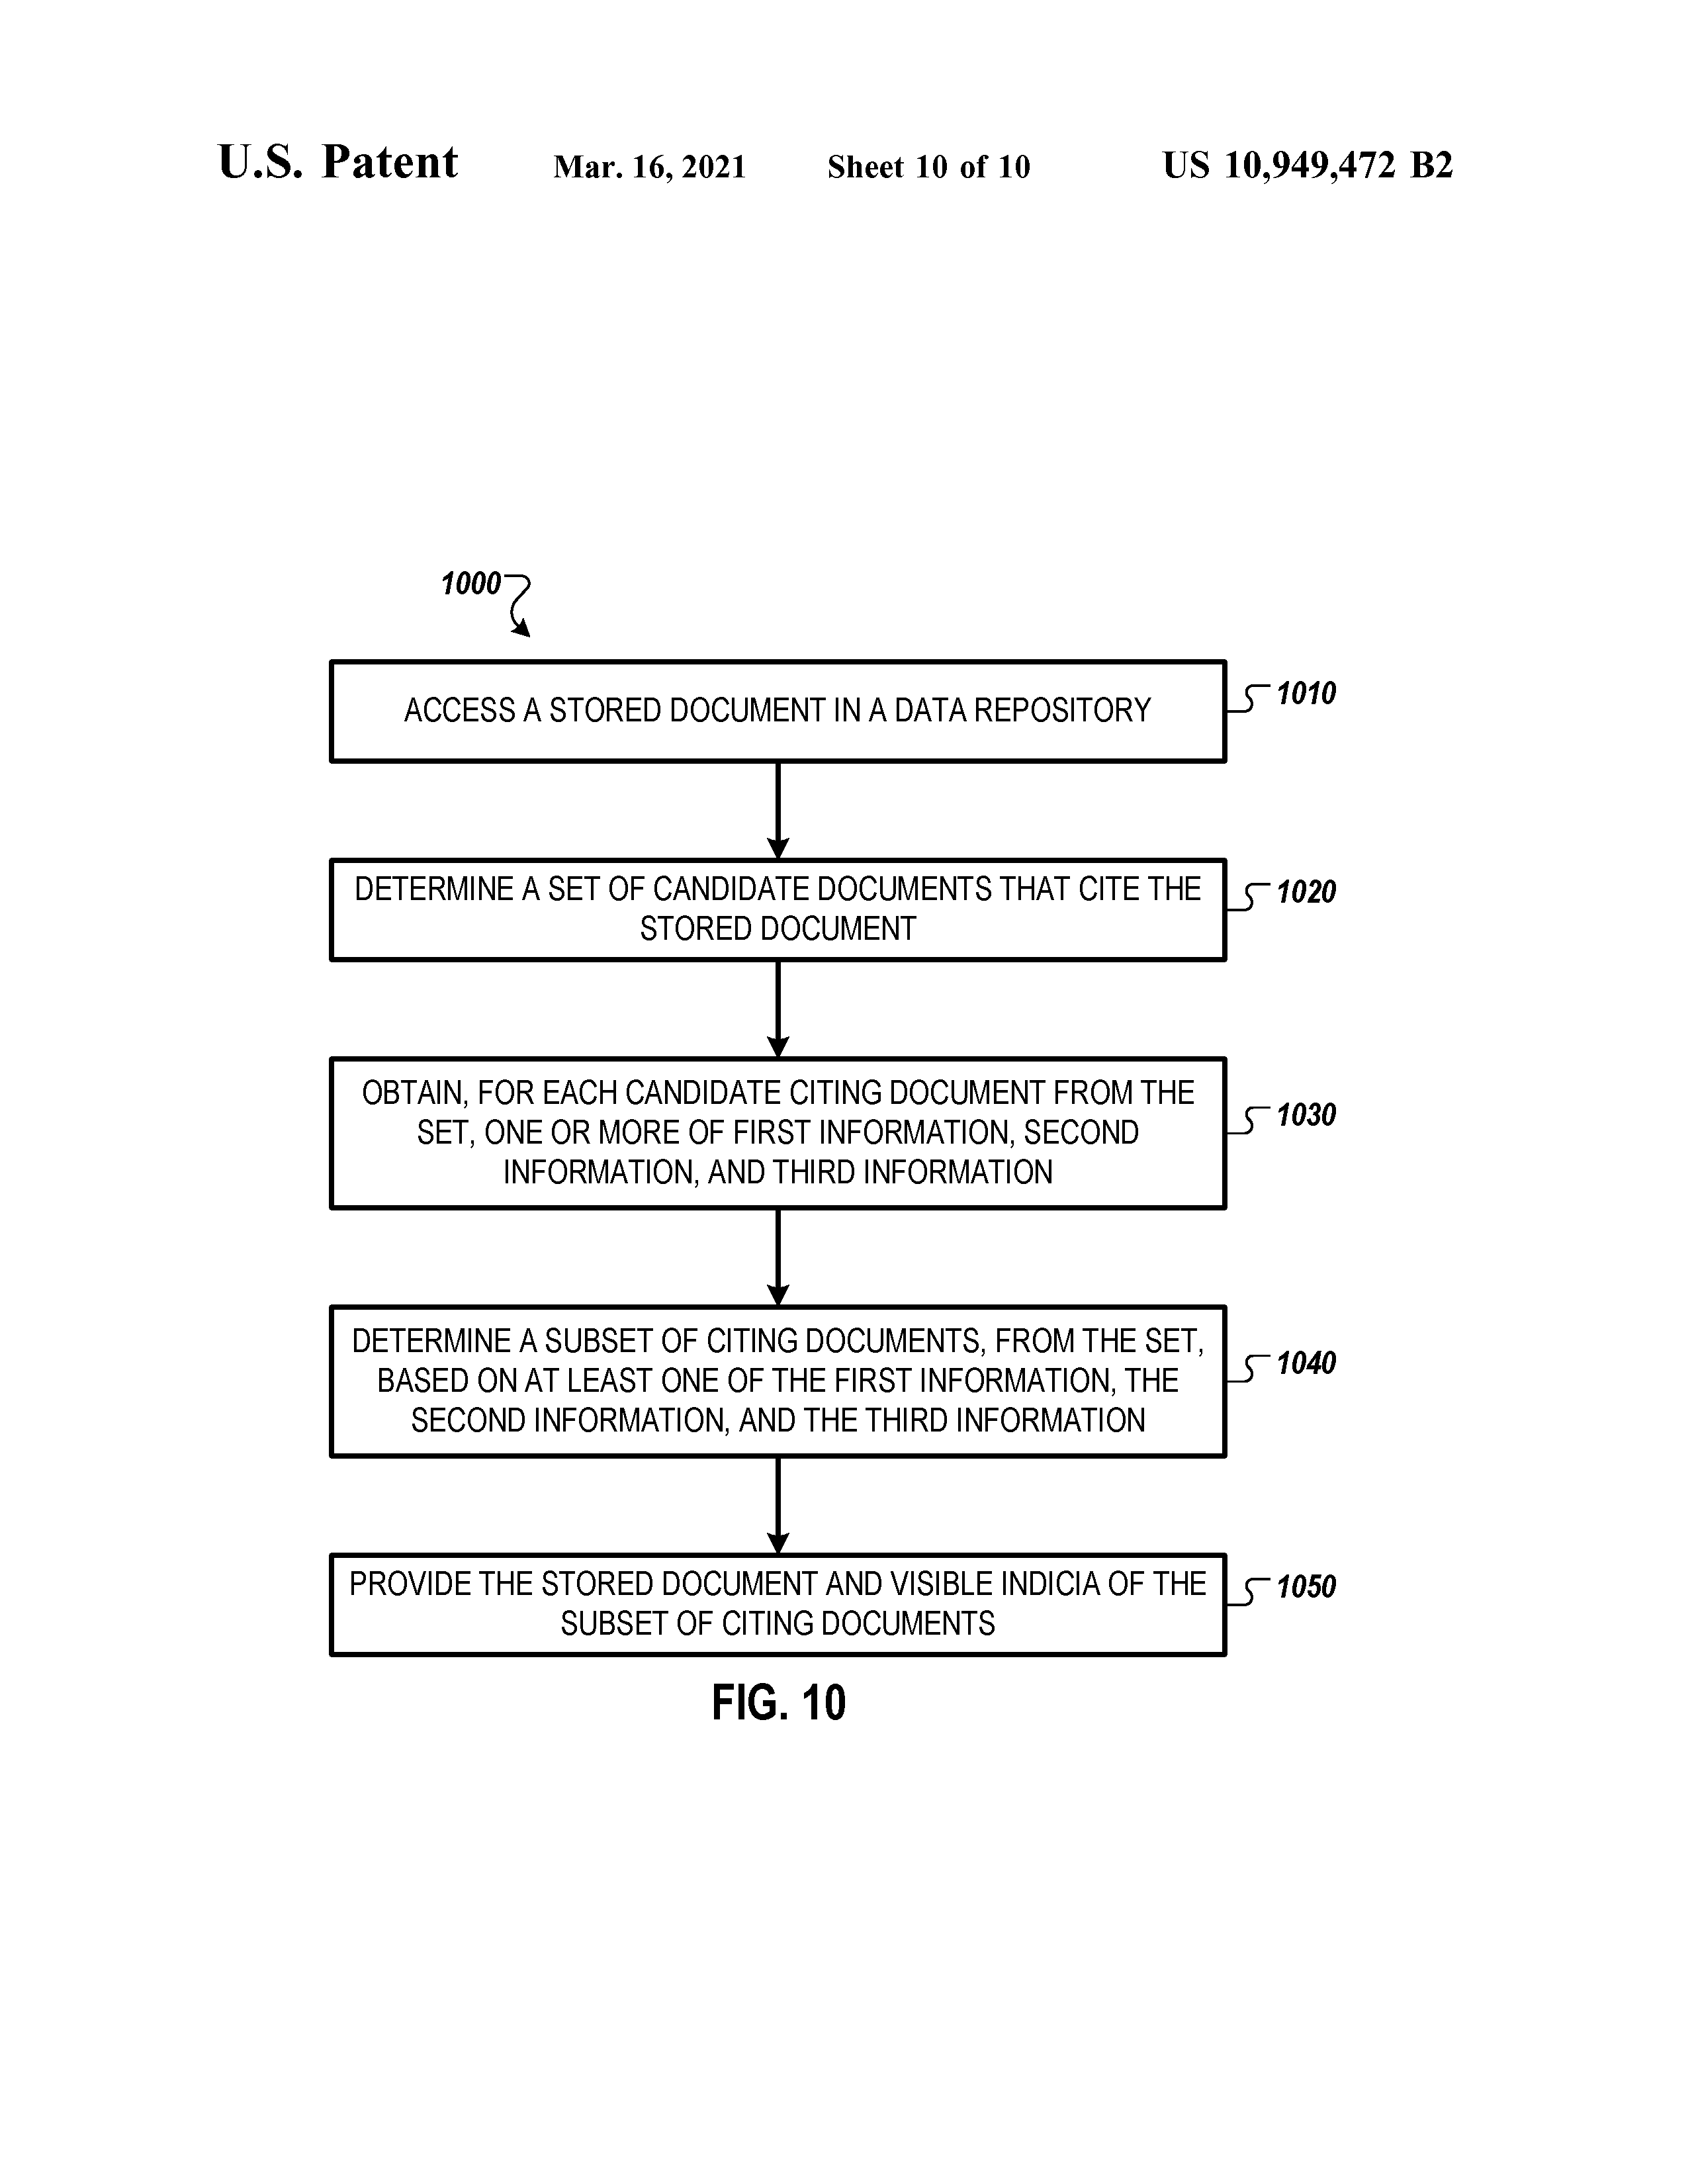 U.S. Patent Mar. 16, 2021 Sheet 10 of 10 US 10,949,472 B2
1000
ACCESS A STORED DOCUMENT IN A DATA REPOSITORY
1010
DETERMINE A SET OF CANDIDATE DOCUMENTS THAT CITE THE
STORED DOCUMENT
1020
OBTAIN, FOR EACH CANDIDATE CITING DOCUMENT FROM THE
SET, ONE OR MORE OF FIRST INFORMATION, SECOND
INFORMATION, AND THIRD INFORMATION
1030
DETERMINE A SUBSET OF CITING DOCUMENTS, FROM THE SET,
BASED ON AT LEAST ONE OF THE FIRST INFORMATION, THE
SECOND INFORMATION, AND THE THIRD INFORMATION
1040
PROVIDE THE STORED DOCUMENT AND VISIBLE INDICIA OF THE
SUBSET OF CITING DOCUMENTS
1050
FIG. 10